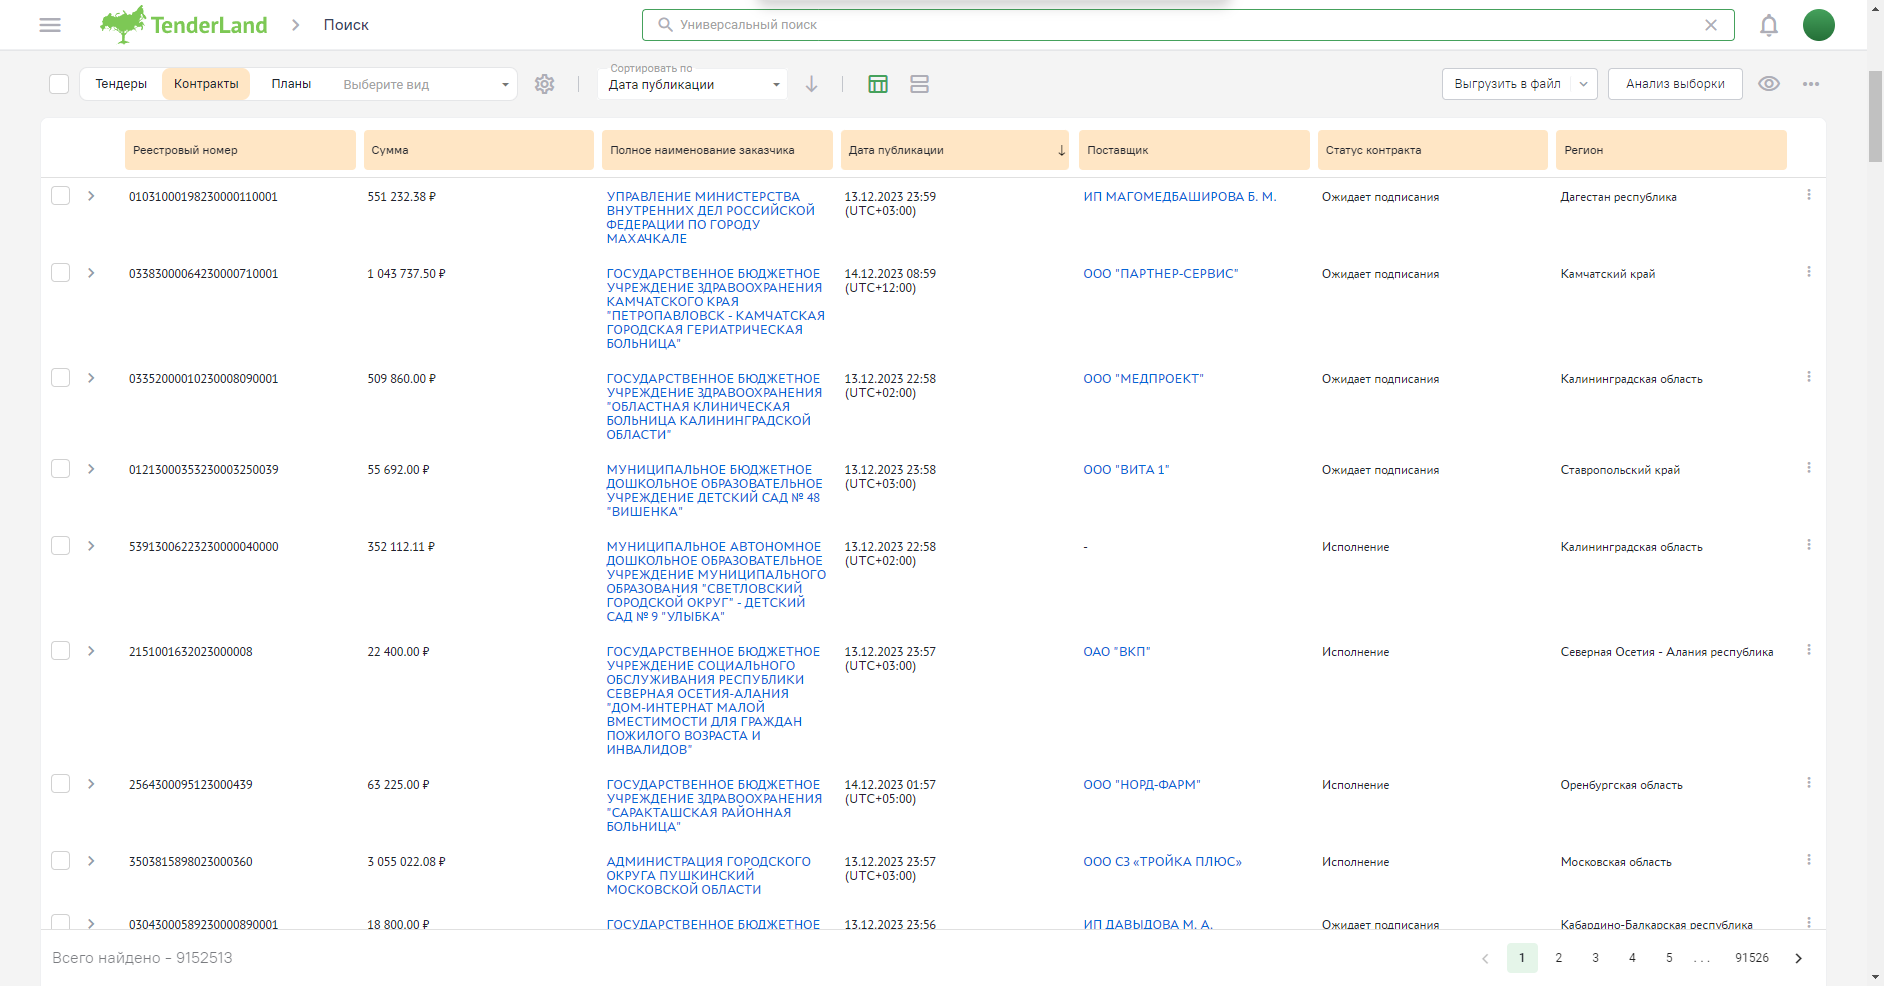 TenderLand
Поиск
Универсальный поиск
Тендеры
Контракты
Планы
Выберите вид
Сортировать по
Дата публикации
Выгрузить в файл
Анализ выборки
Реестровый номер
Сумма
Полное наименование заказчика
Дата публикации
Поставщик
Статус контракта
Регион
01031000198230000110001
551 232.38 ₽
УПРАВЛЕНИЕ МИНИСТЕРСТВА
ВНУТРЕННИХ ДЕЛ РОССИЙСКОЙ
ФЕДЕРАЦИИ ПО ГОРОДУ
МАХАЧКАЛЕ
13.12.2023 23:59
(UTC+03:00)
ИП МАГОМЕДБАШИРОВА Б. М.
Ожидает подписания
Дагестан республика
03383000064230000710001
1 043 737.50 ₽
ГОСУДАРСТВЕННОЕ БЮДЖЕТНОЕ
УЧРЕЖДЕНИЕ ЗДРАВООХРАНЕНИЯ
КАМЧАТСКОГО КРАЯ
"ПЕТРОПАВЛОВСК - КАМЧАТСКАЯ
ГОРОДСКАЯ ГЕРИАТРИЧЕСКАЯ
БОЛЬНИЦА"
14.12.2023 08:59
(UTC+12:00)
ООО "ПАРТНЕР-СЕРВИС"
Ожидает подписания
Камчатский край
03352000010230008090001
509 860.00 ₽
ГОСУДАРСТВЕННОЕ БЮДЖЕТНОЕ
УЧРЕЖДЕНИЕ ЗДРАВООХРАНЕНИЯ
"ОБЛАСТНАЯ КЛИНИЧЕСКАЯ
БОЛЬНИЦА КАЛИНИНГРАДСКОЙ
ОБЛАСТИ"
13.12.2023 22:58
(UTC+02:00)
ООО "МЕДПРОЕКТ"
Ожидает подписания
Калининградская область
01213000353230003250039
55 692.00 ₽
МУНИЦИПАЛЬНОЕ БЮДЖЕТНОЕ
ДОШКОЛЬНОЕ ОБРАЗОВАТЕЛЬНОЕ
УЧРЕЖДЕНИЕ ДЕТСКИЙ САД № 48
"ВИШЕНКА"
13.12.2023 23:58
(UTC+03:00)
ООО "ВИТА 1"
Ожидает подписания
Ставропольский край
53913006223230000040000
352 112.11 ₽
МУНИЦИПАЛЬНОЕ АВТОНОМНОЕ
ДОШКОЛЬНОЕ ОБРАЗОВАТЕЛЬНОЕ
УЧРЕЖДЕНИЕ МУНИЦИПАЛЬНОГО
ОБРАЗОВАНИЯ "СВЕТЛОВСКИЙ
ГОРОДСКОЙ ОКРУГ" - ДЕТСКИЙ
САД № 9 "УЛЫБКА"
13.12.2023 22:58
(UTC+02:00)
-
Исполнение
Калининградская область
2151001632023000008
22 400.00 ₽
ГОСУДАРСТВЕННОЕ БЮДЖЕТНОЕ
УЧРЕЖДЕНИЕ СОЦИАЛЬНОГО
ОБСЛУЖИВАНИЯ РЕСПУБЛИКИ
СЕВЕРНАЯ ОСЕТИЯ-АЛАНИЯ
"ДОМ-ИНТЕРНАТ МАЛОЙ
ВМЕСТИМОСТИ ДЛЯ ГРАЖДАН
ПОЖИЛОГО ВОЗРАСТА И
ИНВАЛИДОВ"
13.12.2023 23:57
(UTC+03:00)
ОАО "ВКП"
Исполнение
Северная Осетия - Алания республика
2564300095123000439
63 225.00 ₽
ГОСУДАРСТВЕННОЕ БЮДЖЕТНОЕ
УЧРЕЖДЕНИЕ ЗДРАВООХРАНЕНИЯ
"САРАКТАШСКАЯ РАЙОННАЯ
БОЛЬНИЦА"
14.12.2023 01:57
(UTC+05:00)
ООО "НОРД-ФАРМ"
Исполнение
Оренбургская область
3503815898023000360
3 055 022.08 ₽
АДМИНИСТРАЦИЯ ГОРОДСКОГО
ОКРУГА ПУШКИНСКИЙ
МОСКОВСКОЙ ОБЛАСТИ
13.12.2023 23:57
(UTC+03:00)
ООО СЗ «ТРОЙКА ПЛЮС»
Исполнение
Московская область
03043000589230000890001
18 800.00 ₽
ГОСУДАРСТВЕННОЕ БЮДЖЕТНОЕ
13.12.2023 23:56
ИП ДАВЫДОВА М. А.
Ожидает подписания
Кабардино-Балкарская республика
Всего найдено - 9152513
1 2 3 4 5 ... 91526